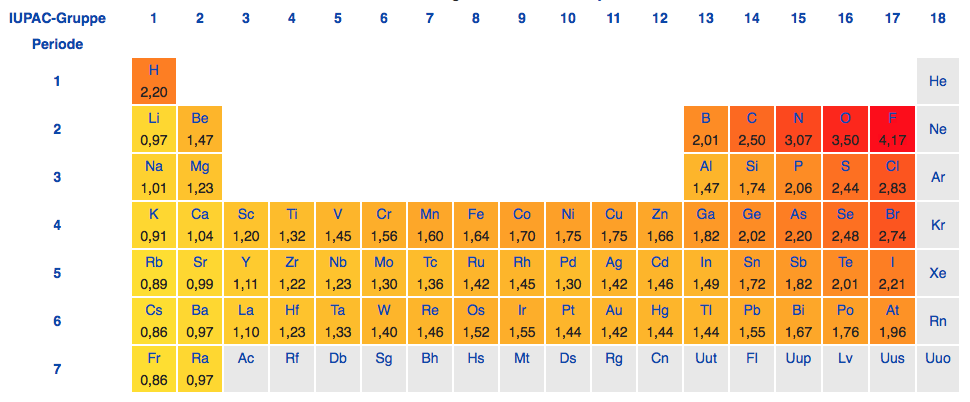 IUPAC-Gruppe 1 2 3 4 5 6 7 8 9 10 11 12 13 14 15 16 17 18
Periode
1 H He
2,20
2 Li Be B C N O F Ne
0,97 1,47 2,01 2,50 3,07 3,50 4,17
3 Na Mg Al Si P S Cl Ar
1,01 1,23 1,47 1,74 2,06 2,44 2,83
4 K Ca Sc Ti V Cr Mn Fe Co Ni Cu Zn Ga Ge As Se Br Kr
0,91 1,04 1,20 1,32 1,45 1,56 1,60 1,64 1,70 1,75 1,75 1,66 1,82 2,02 2,20 2,48 2,74
5 Rb Sr Y Zr Nb Mo Tc Ru Rh Pd Ag Cd In Sn Sb Te I Xe
0,89 0,99 1,11 1,22 1,23 1,30 1,36 1,42 1,45 1,30 1,42 1,46 1,49 1,72 1,82 2,01 2,21
6 Cs Ba La Hf Ta W Re Os Ir Pt Au Hg Tl Pb Bi Po At Rn
0,86 0,97 1,10 1,23 1,33 1,40 1,46 1,52 1,55 1,44 1,42 1,44 1,44 1,55 1,67 1,76 1,96
7 Fr Ra Ac Rf Db Sg Bh Hs Mt Ds Rg Cn Uut Fl Uup Lv Uus Uuo
0,86 0,97